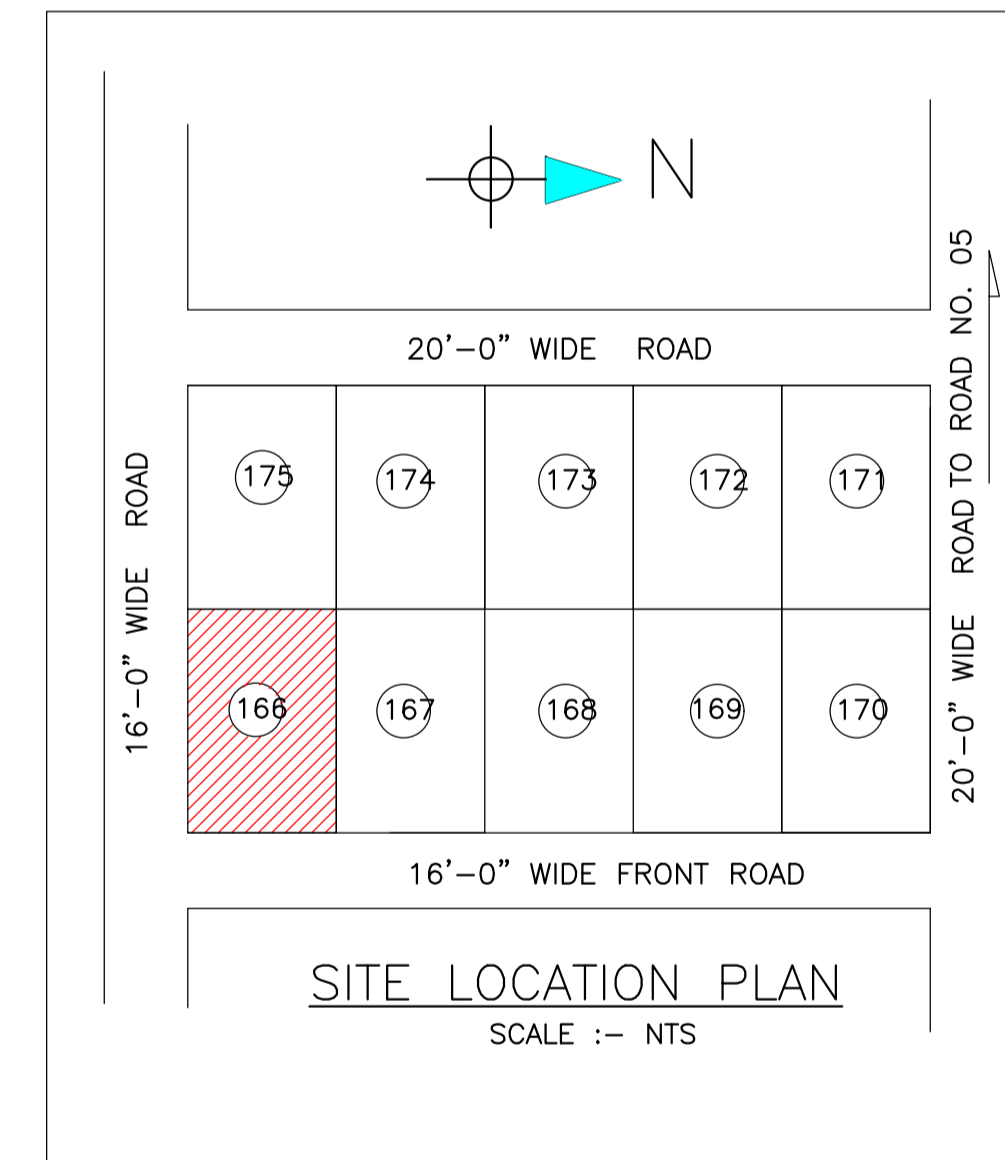 N
20'-0" WIDE ROAD
175 174 173 172 171
166 167 168 169 170
16'-0" WIDE ROAD
20'-0" WIDE ROAD TO ROAD NO. 05
16'-0" WIDE FRONT ROAD
SITE LOCATION PLAN
SCALE :- NTS